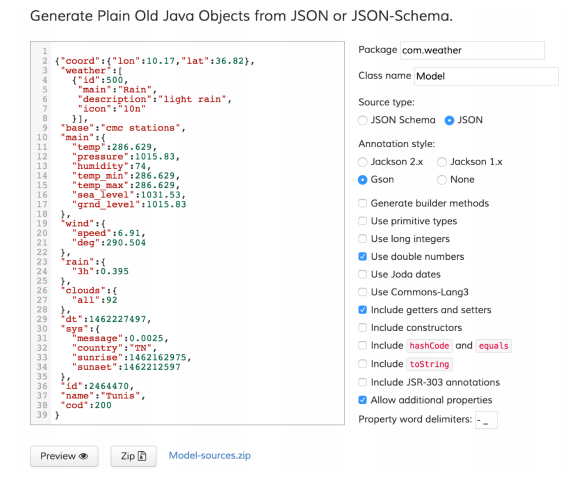 Generate Plain Old Java Objects from JSON or JSON-Schema.
1
2 {"coord":{"lon":10.17,"lat":36.82},
3 "weather":[
4 {"id":500,
5 "main":"Rain",
6 "description":"light rain",
7 "icon":"10n"
8 }],
9 "base":"cmc stations",
10 "main":{
11 "temp":286.629,
12 "pressure":1015.83,
13 "humidity":74,
14 "temp_min":286.629,
15 "temp_max":286.629,
16 "sea_level":1031.53,
17 "grnd_level":1015.83
18 },
19 "wind":{
20 "speed":6.91,
21 "deg":290.504
22 },
23 "rain":{
24 "3h":0.395
25 },
26 "clouds":{
27 "all":92
28 },
29 "dt":1462227497,
30 "sys":{
31 "message":0.0025,
32 "country":"TN",
33 "sunrise":1462162975,
34 "sunset":1462212597
35 },
36 "id":2464470,
37 "name":"Tunis",
38 "cod":200
39 }
Package com.weather
Class name Model
Source type:
JSON Schema JSON
Annotation style:
Jackson 2.x Jackson 1.x
Gson None
Generate builder methods
Use primitive types
Use long integers
Use double numbers
Use Joda dates
Use Commons-Lang3
Include getters and setters
Include constructors
Include hashCode and equals
Include toString
Include JSR-303 annotations
Allow additional properties
Property word delimiters: - _
Preview Zip Model-sources.zip